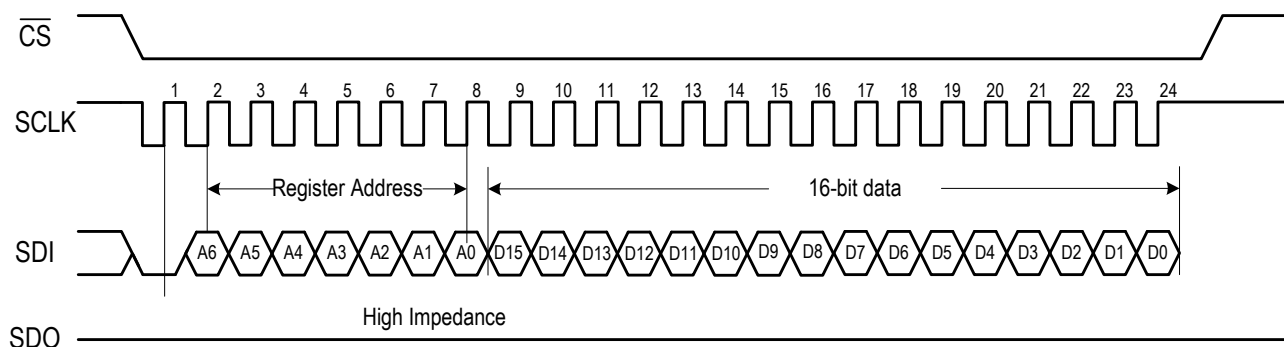 CS
1 2 3 4 5 6 7 8 9 10 11 12 13 14 15 16 17 18 19 20 21 22 23 24
SCLK
Register Address 16-bit data
SDI A6 A5 A4 A3 A2 A1 A0 D15 D14 D13 D12 D11 D10 D9 D8 D7 D6 D5 D4 D3 D2 D1 D0
High Impedance
SDO